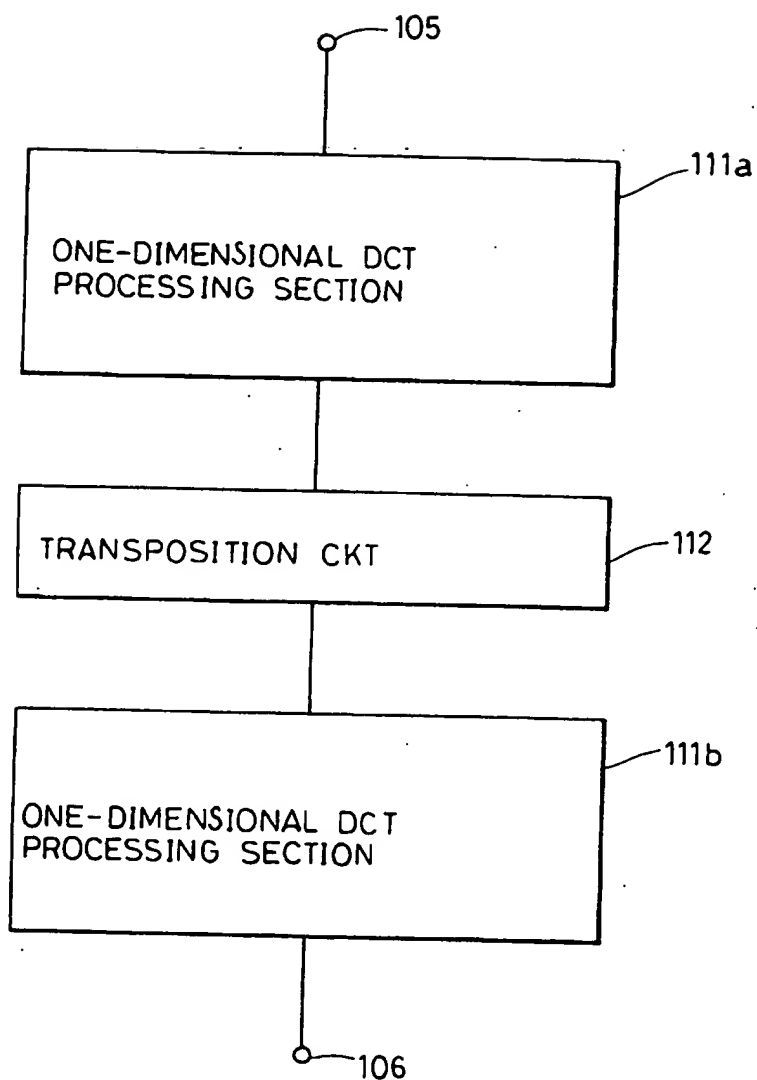 105
111a
ONE-DIMENSIONAL DCT
PROCESSING SECTION
TRANSPOSITION CKT
112
111b
ONE-DIMENSIONAL DCT
PROCESSING SECTION
106